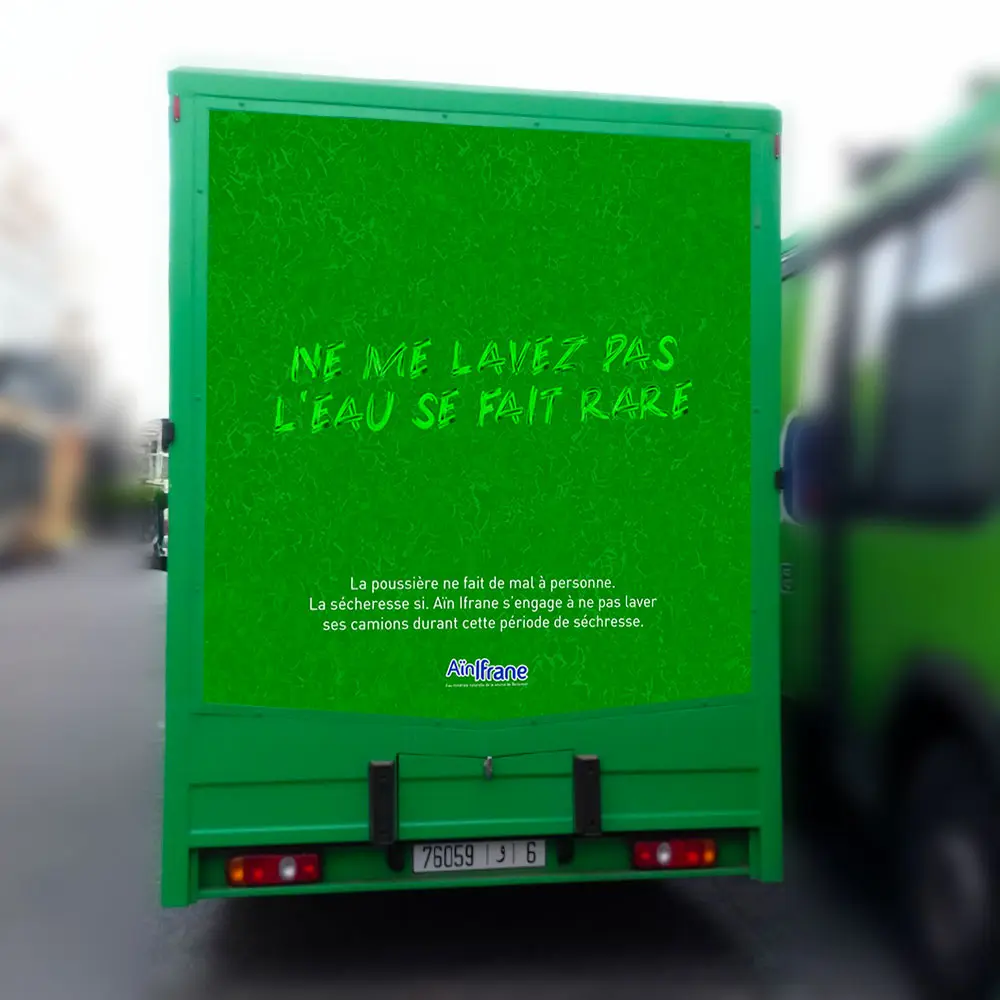 NE ME LAVEZ PAS
L'EAU SE FAIT RARE
La poussière ne fait de mal à personne.
La sécheresse si. Aïn Ifrane s'engage à ne pas laver
ses camions durant cette période de séchresse.
AïnIfrane
76059 | و | 6